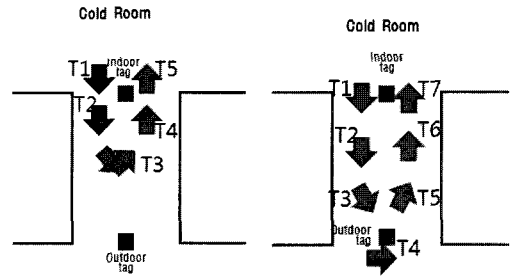 Cold Room
Indoor
tag
T1
T5
T2
T4
T3
Outdoor
tag
Cold Room
Indoor
tag
T1
T7
T2
T6
T3
T5
Outdoor
tag
T4